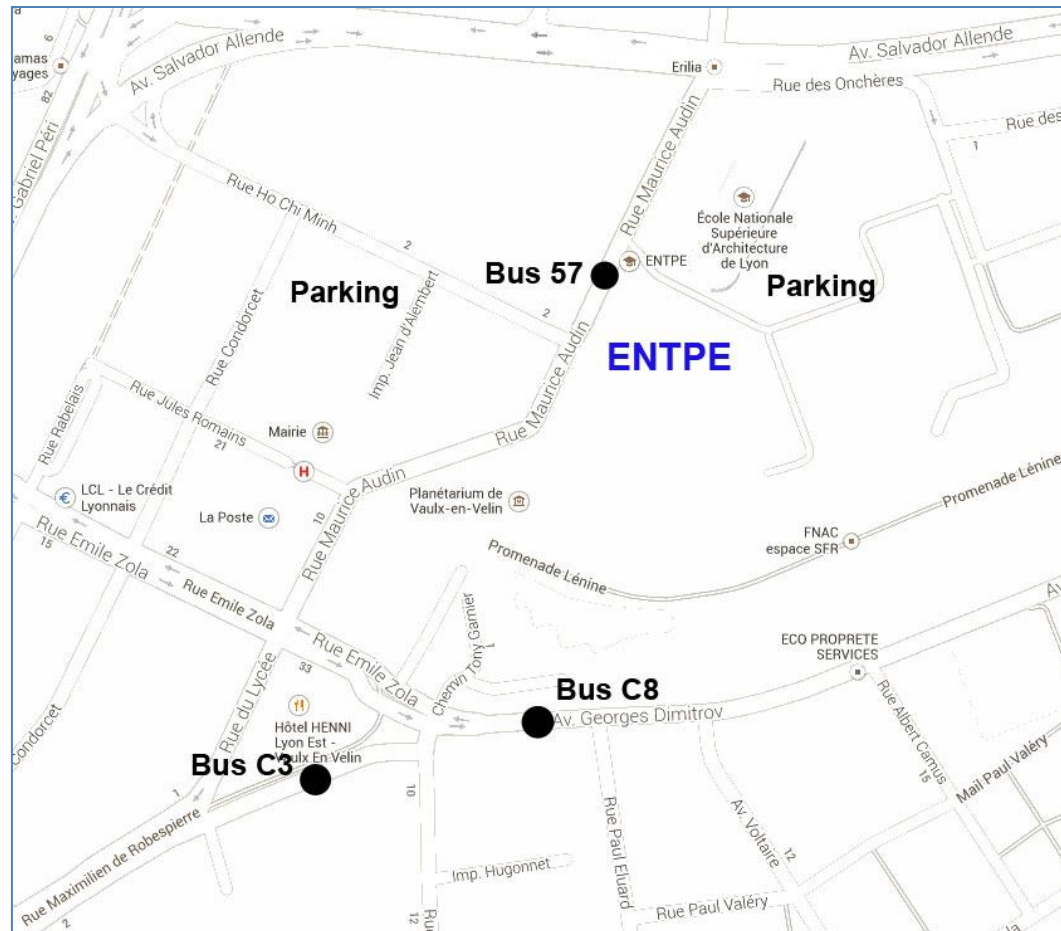 Av. Salvador Allende
Av. Salvador Allende
amas
yages
6
82
Gabriel Péri
Erilia
Rue des Onchères
Rue des
1
Rue Maurice Audin
Rue Ho Chi Minh
2
École Nationale
Supérieure
d'Architecture
de Lyon
ENTPE
Bus 57
Parking
Parking
2
Rue Condorcet
Imp. Jean d'Alembert
ENTPE
Rue Maurice Audin
Rue Maurice Audin
Rue Jules Romains
21
Rue Rabelais
Mairie
H
Rue Maurice Audin
LCL - Le Crédit
Lyonnais
La Poste
10
Planétarium de
Vaulx-en-Velin
Promenade Lénine
FNAC
espace SFR
Promenade Lénine
Rue Emile Zola
15
22
Rue Emile Zola
Rue Emile Zola
33
Chemin Tony Garnier
1
ECO PROPRETE
SERVICES
Av
Rue du Lycée
Hôtel HENNI
Lyon Est -
Vaulx En Velin
Bus C8
Av. Georges Dimitrov
Bus C3
Condorcet
1
10
Rue Albert Camus
15
Mail Paul Valéry
Rue Maximilien de Robespierre
2
Rue Paul Eluard
Av. Voltaire
12
Imp. Hugonnet
12
Rue Paul Valéry